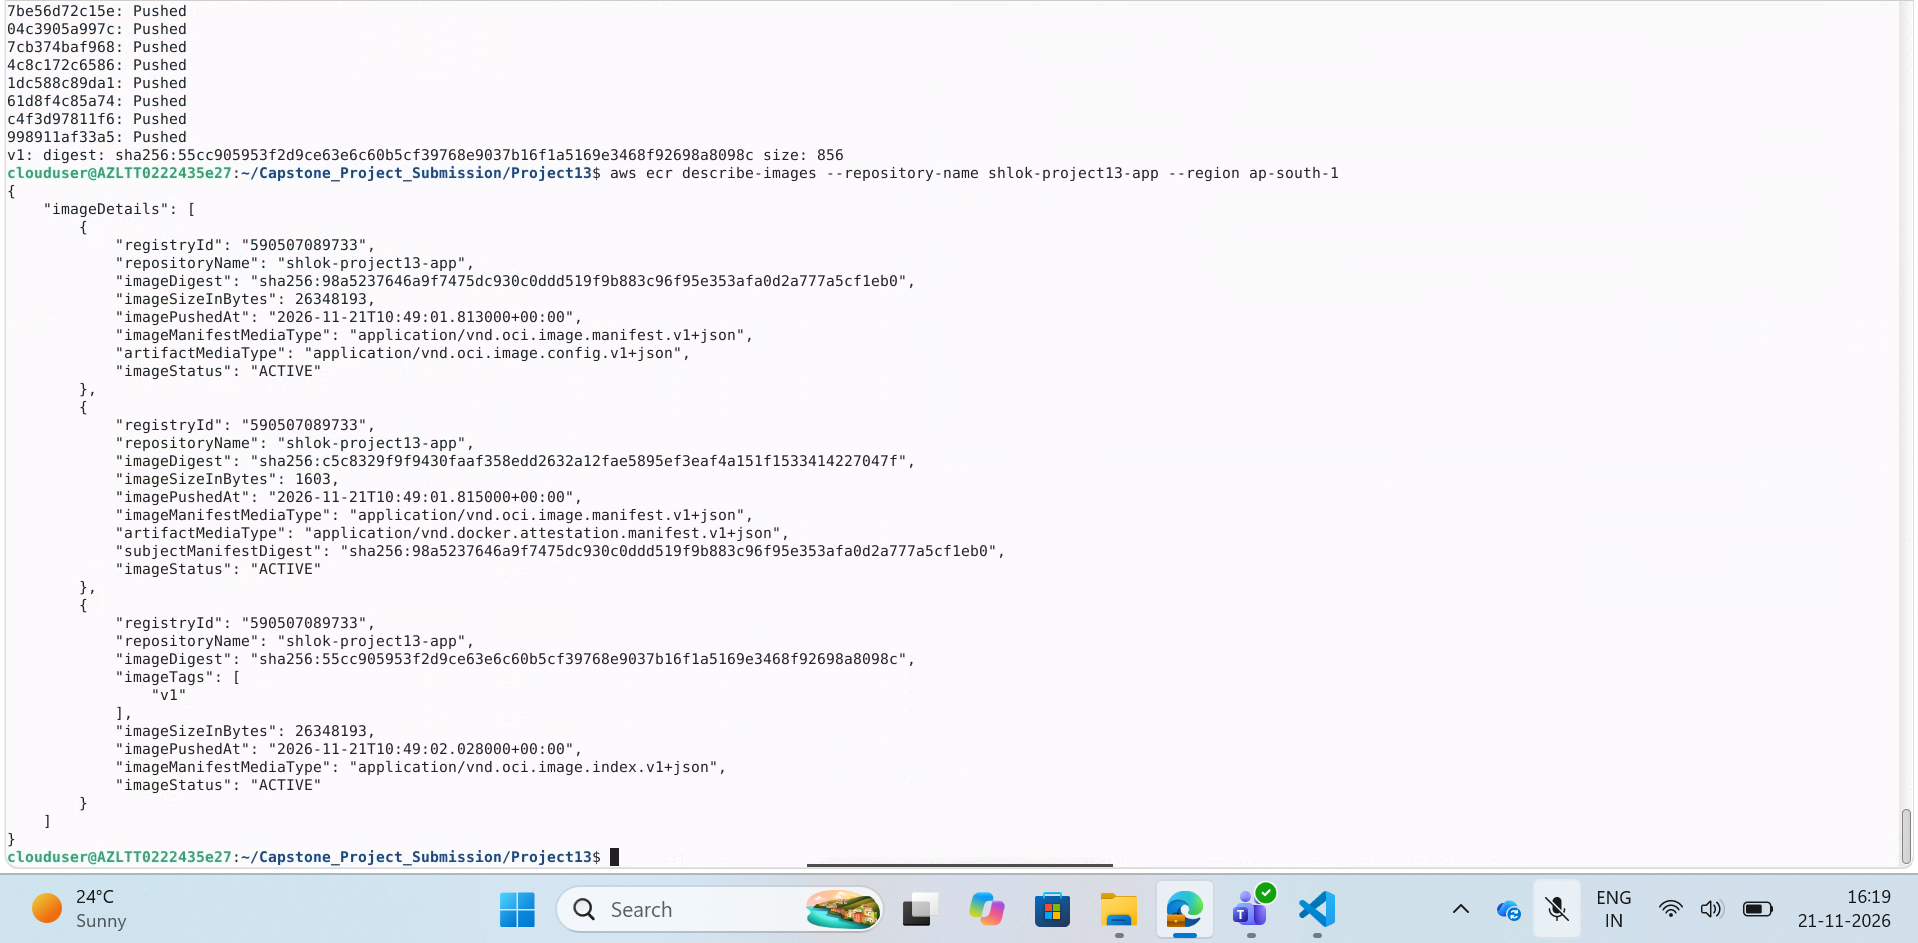 7be56d72c15e: Pushed
04c3905a997c: Pushed
7cb374baf968: Pushed
4c8c172c6586: Pushed
1dc588c89da1: Pushed
61d8f4c85a74: Pushed
c4f3d97811f6: Pushed
998911af33a5: Pushed
v1: digest: sha256:55cc905953f2d9ce63e6c60b5cf39768e9037b16f1a5169e3468f92698a8098c size: 856
clouduser@AZLTT0222435e27:~/Capstone_Project_Submission/Project13$ aws ecr describe-images --repository-name shlok-project13-app --region ap-south-1
{
    "imageDetails": [
        {
            "registryId": "590507089733",
            "repositoryName": "shlok-project13-app",
            "imageDigest": "sha256:98a5237646a9f7475dc930c0ddd519f9b883c96f95e353afa0d2a777a5cf1eb0",
            "imageSizeInBytes": 26348193,
            "imagePushedAt": "2026-11-21T10:49:01.813000+00:00",
            "imageManifestMediaType": "application/vnd.oci.image.manifest.v1+json",
            "artifactMediaType": "application/vnd.oci.image.config.v1+json",
            "imageStatus": "ACTIVE"
        },
        {
            "registryId": "590507089733",
            "repositoryName": "shlok-project13-app",
            "imageDigest": "sha256:c5c8329f9f9430faaf358edd2632a12fae5895ef3eaf4a151f1533414227047f",
            "imageSizeInBytes": 1603,
            "imagePushedAt": "2026-11-21T10:49:01.815000+00:00",
            "imageManifestMediaType": "application/vnd.oci.image.manifest.v1+json",
            "artifactMediaType": "application/vnd.docker.attestation.manifest.v1+json",
            "subjectManifestDigest": "sha256:98a5237646a9f7475dc930c0ddd519f9b883c96f95e353afa0d2a777a5cf1eb0",
            "imageStatus": "ACTIVE"
        },
        {
            "registryId": "590507089733",
            "repositoryName": "shlok-project13-app",
            "imageDigest": "sha256:55cc905953f2d9ce63e6c60b5cf39768e9037b16f1a5169e3468f92698a8098c",
            "imageTags": [
                "v1"
            ],
            "imageSizeInBytes": 26348193,
            "imagePushedAt": "2026-11-21T10:49:02.028000+00:00",
            "imageManifestMediaType": "application/vnd.oci.image.index.v1+json",
            "imageStatus": "ACTIVE"
        }
    ]
}
clouduser@AZLTT0222435e27:~/Capstone_Project_Submission/Project13$
24°C
Sunny
Search
T
ENG
IN
16:19
21-11-2026